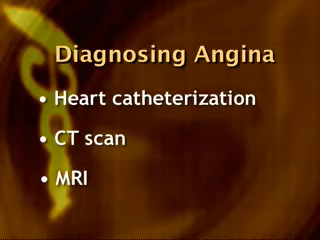 Diagnosing Angina
• Heart catheterization
• CT scan
• MRI